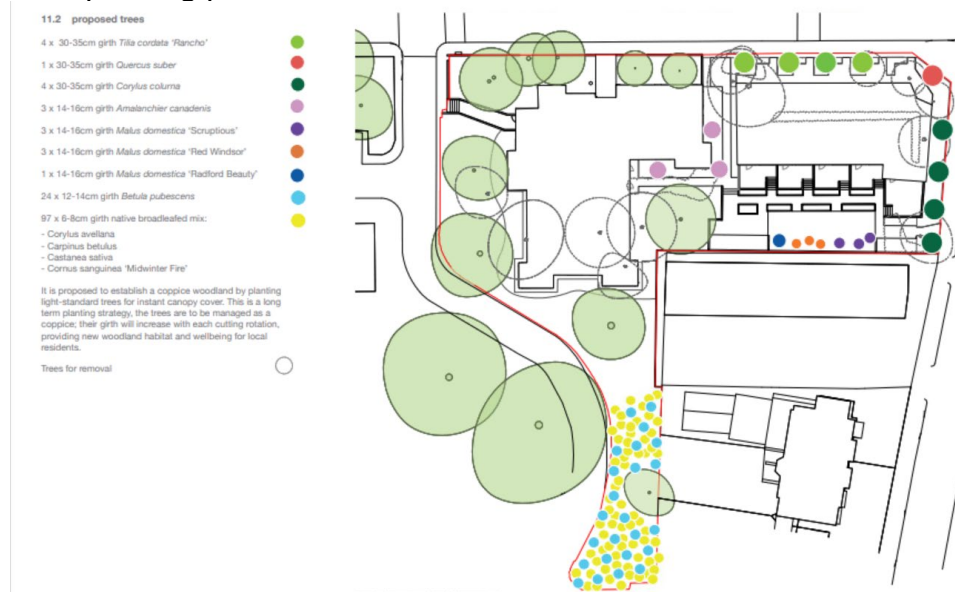 11.2 proposed trees
4 x 30-35cm girth Tilia cordata 'Rancho'
1 x 30-35cm girth Quercus suber
4 x 30-35cm girth Corylus colurna
3 x 14-16cm girth Amalanchier canadenis
3 x 14-16cm girth Malus domestica 'Scruptious'
3 x 14-16cm girth Malus domestica 'Red Windsor'
1 x 14-16cm girth Malus domestica 'Radford Beauty'
24 x 12-14cm girth Betula pubescens
97 x 6-8cm girth native broadleafed mix:
- Corylus avellana
- Carpinus betulus
- Castanea sativa
- Cornus sanguinea 'Midwinter Fire'
It is proposed to establish a coppice woodland by planting
light-standard trees for instant canopy cover. This is a long
term planting strategy, the trees are to be managed as a
coppice; their girth will increase with each cutting rotation,
providing new woodland habitat and wellbeing for local
residents.
Trees for removal